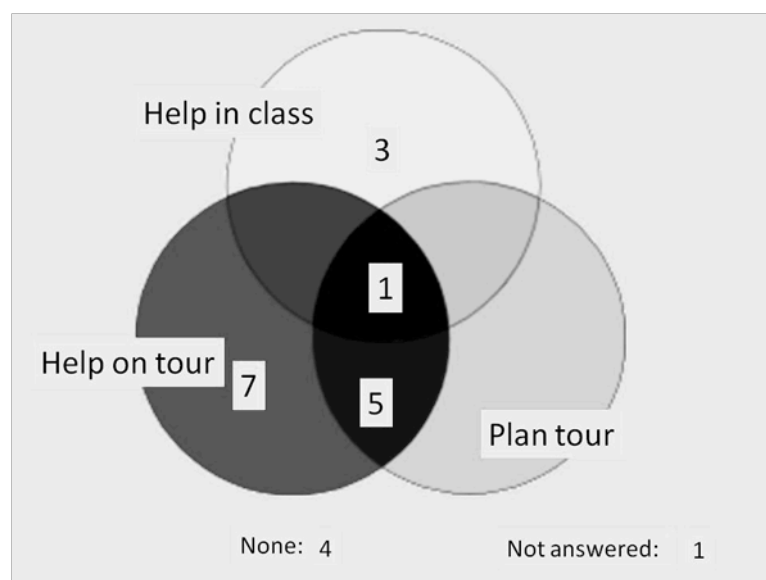 Help in class
3
1
Help on tour
7
5
Plan tour
None: 4
Not answered: 1